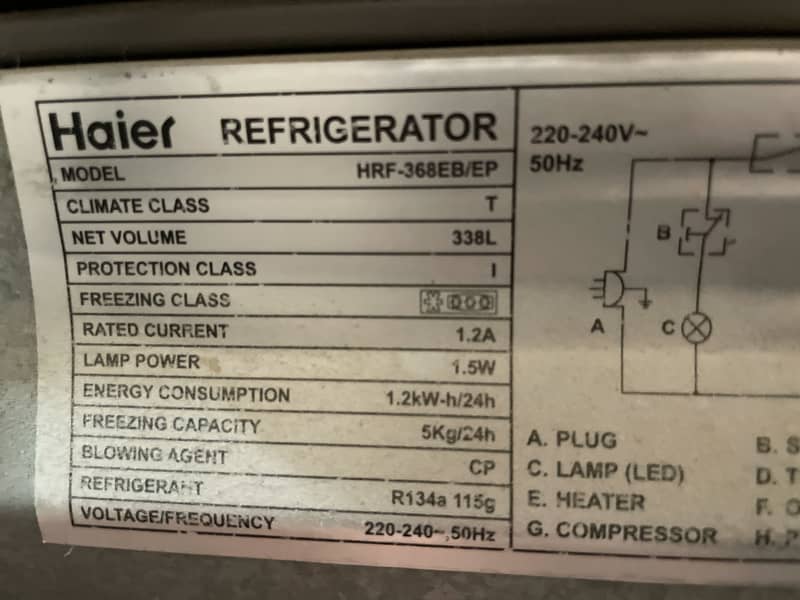 Haier REFRIGERATOR
MODEL HRF-368EB/EP
CLIMATE CLASS T
NET VOLUME 338L
PROTECTION CLASS I
FREEZING CLASS
RATED CURRENT 1.2A
LAMP POWER 1.5W
ENERGY CONSUMPTION 1.2kW-h/24h
FREEZING CAPACITY 5Kg/24h
BLOWING AGENT CP
REFRIGERANT R134a 115g
VOLTAGE/FREQUENCY 220-240~,50Hz
220-240V~
50Hz
B
A
C
A. PLUG B. S
C. LAMP (LED) D. T
E. HEATER F. O
G. COMPRESSOR H. P